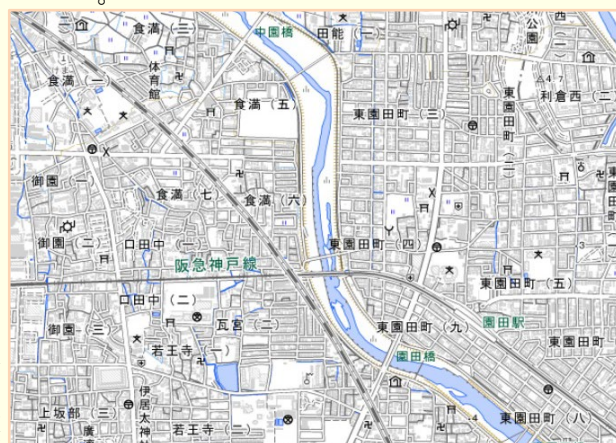 食満（三）
中園橋
田能（一）
公園
西（二）
体育館
食満（一）
食満（五）
東園田町（三）
東園田町（二）
利倉西（二）
御園（一）
食満（七）
食満（六）
御園（二）
口田中（一）
東園田町（四）
阪急神戸線
東園田町（五）
口田中（二）
瓦宮（二）
東園田町（九）
園田駅
御園（三）
若王寺（一）
園田橋
東園田町
上坂部（三）
伊居太神社
若王寺（二）
東園田町（八）